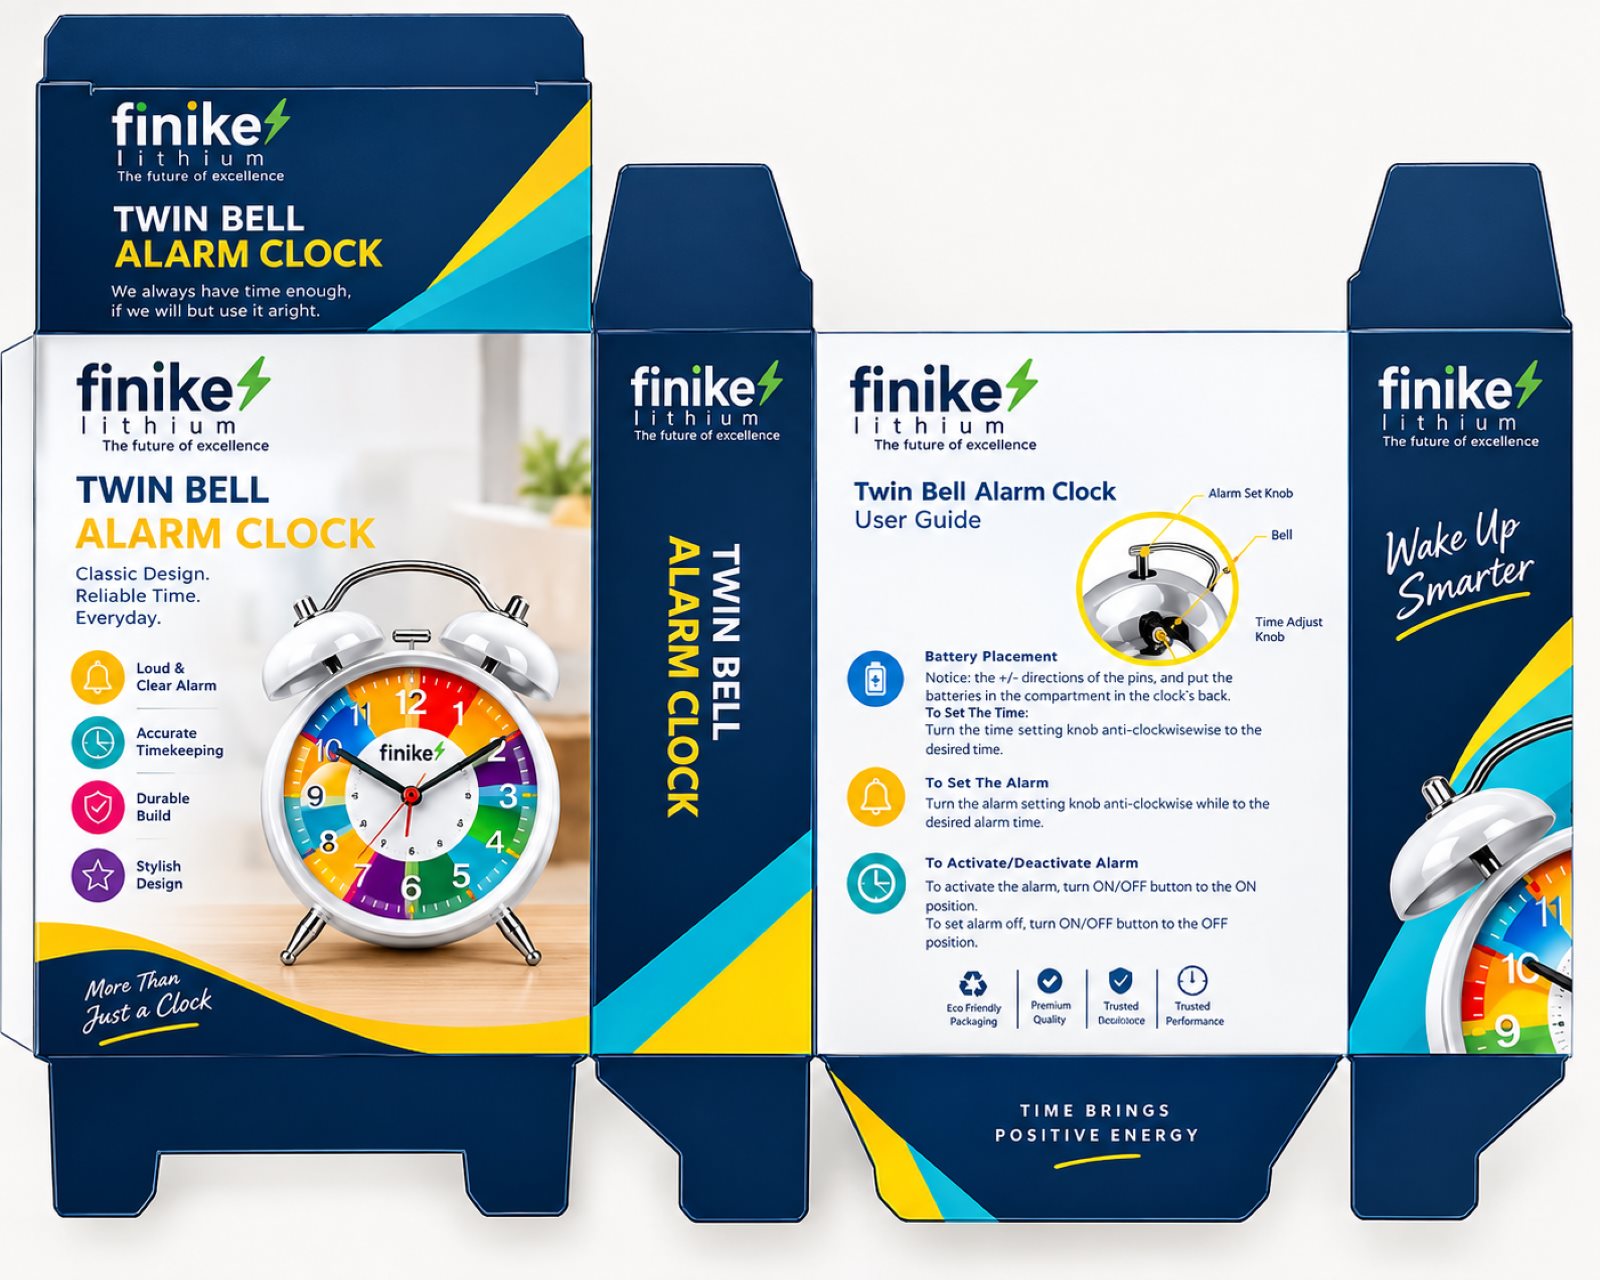 finike
lithium
The future of excellence
TWIN BELL
ALARM CLOCK
We always have time enough,
if we will but use it aright.
finike
lithium
The future of excellence
TWIN BELL
ALARM CLOCK
Classic Design.
Reliable Time.
Everyday.
Loud &
Clear Alarm
Accurate
Timekeeping
Durable
Build
Stylish
Design
finike
12
1
2
3
4
5
6
7
8
9
10
11
More Than
Just a Clock
finike
lithium
The future of excellence
TWIN BELL
ALARM CLOCK
finike
lithium
The future of excellence
Twin Bell Alarm Clock
User Guide
Alarm Set Knob
Bell
Time Adjust
Knob
Battery Placement
Notice: the +/- directions of the pins, and put the
batteries in the compartment in the clock's back.
To Set The Time:
Turn the time setting knob anti-clockwisewise to the
desired time.
To Set The Alarm
Turn the alarm setting knob anti-clockwise while to the
desired alarm time.
To Activate/Deactivate Alarm
To activate the alarm, turn ON/OFF button to the ON
position.
To set alarm off, turn ON/OFF button to the OFF
position.
Eco Friendly
Packaging
Premium
Quality
Trusted
Trusted
Performance
TIME BRINGS
POSITIVE ENERGY
finike
lithium
The future of excellence
Wake Up
Smarter
11
10
9